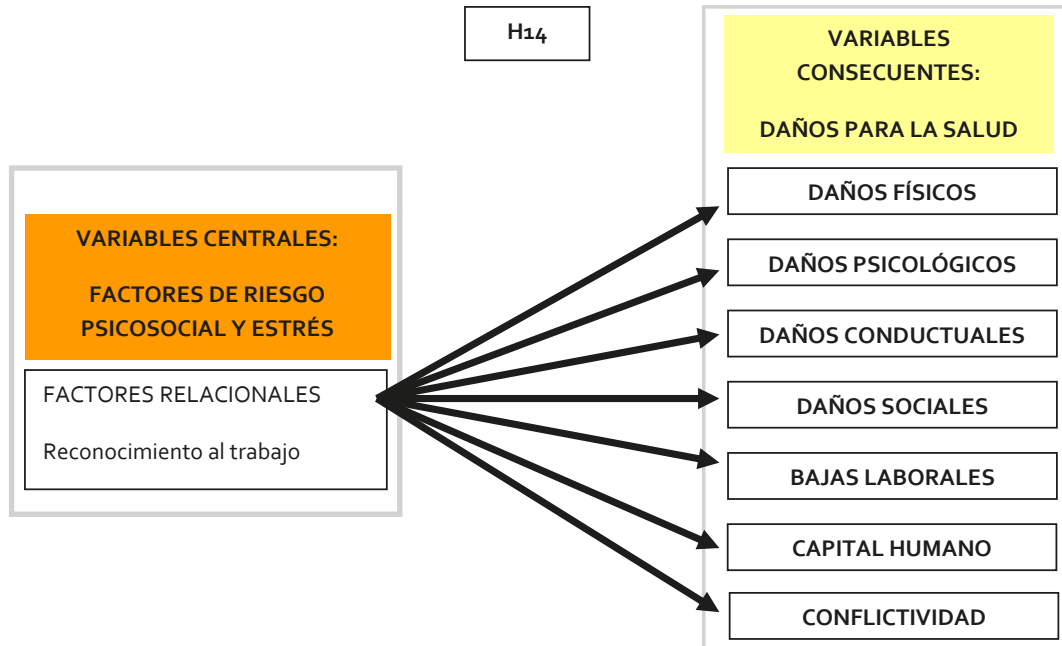 H14
VARIABLES CENTRALES:
FACTORES DE RIESGO
PSICOSOCIAL Y ESTRÉS
FACTORES RELACIONALES
Reconocimiento al trabajo
VARIABLES
CONSECUENTES:
DAÑOS PARA LA SALUD
DAÑOS FÍSICOS
DAÑOS PSICOLÓGICOS
DAÑOS CONDUCTUALES
DAÑOS SOCIALES
BAJAS LABORALES
CAPITAL HUMANO
CONFLICTIVIDAD